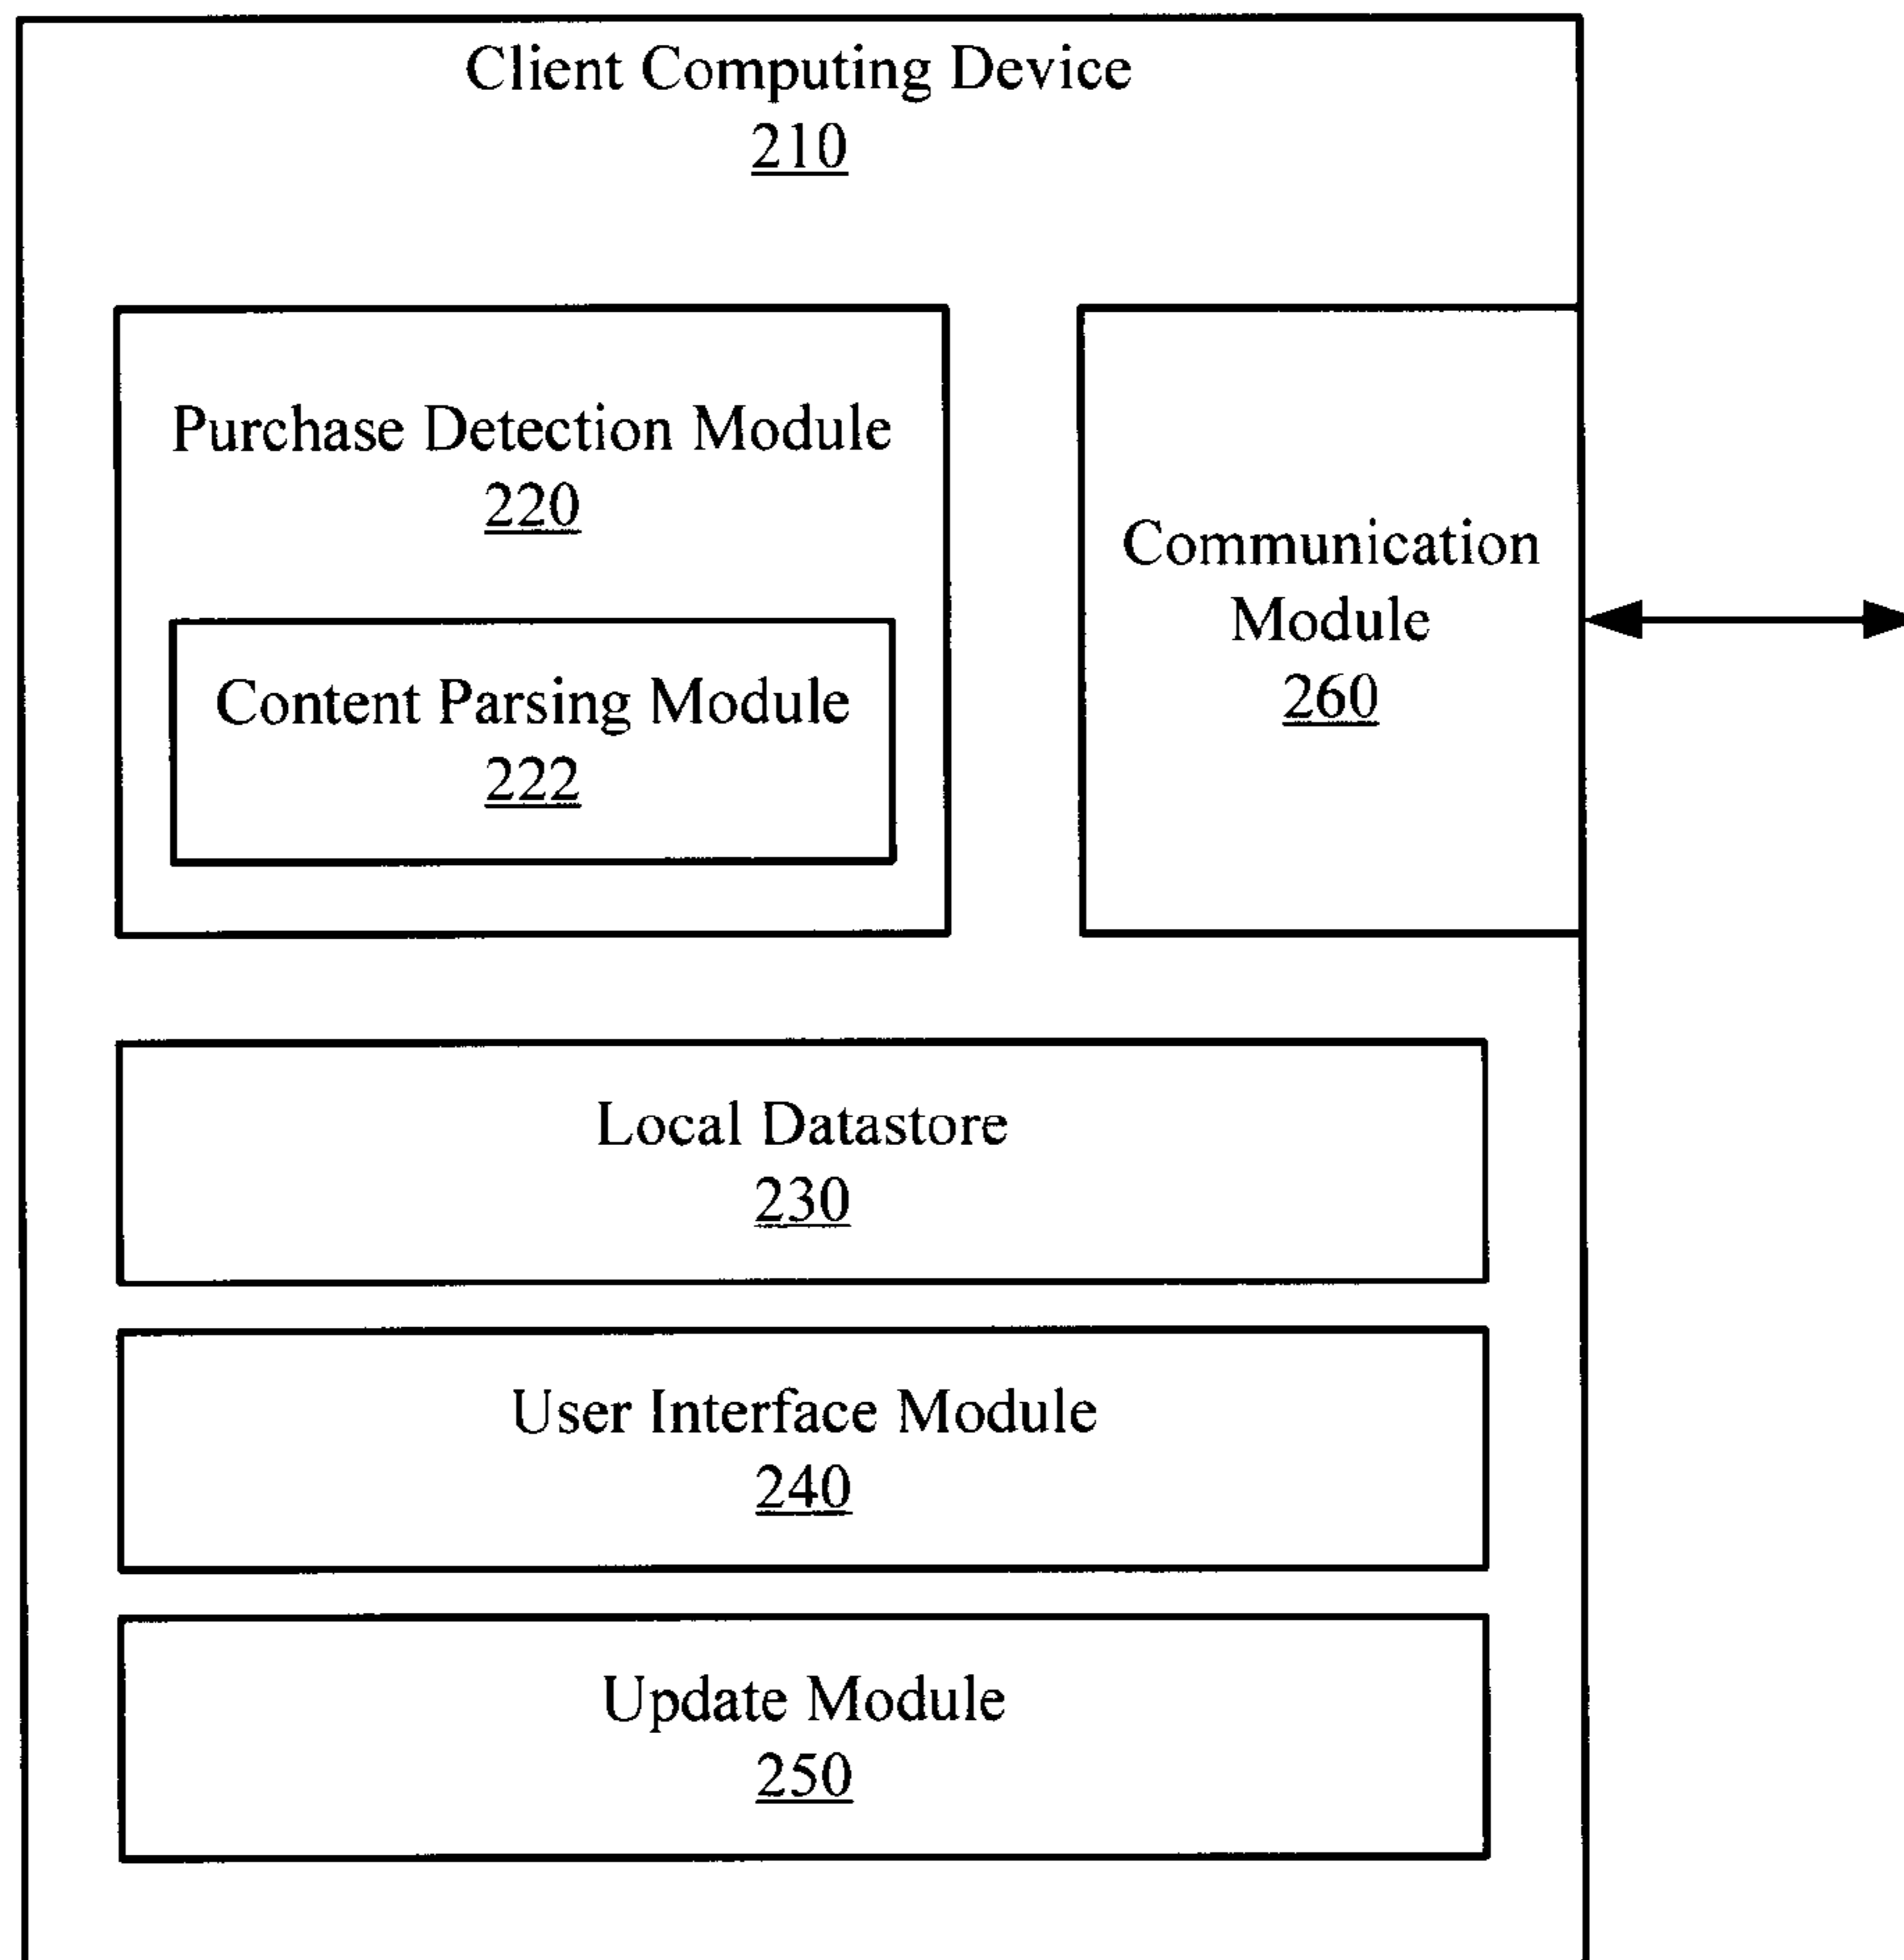 Client Computing Device
210
Purchase Detection Module
220
Content Parsing Module
222
Communication
Module
260
Local Datastore
230
User Interface Module
240
Update Module
250